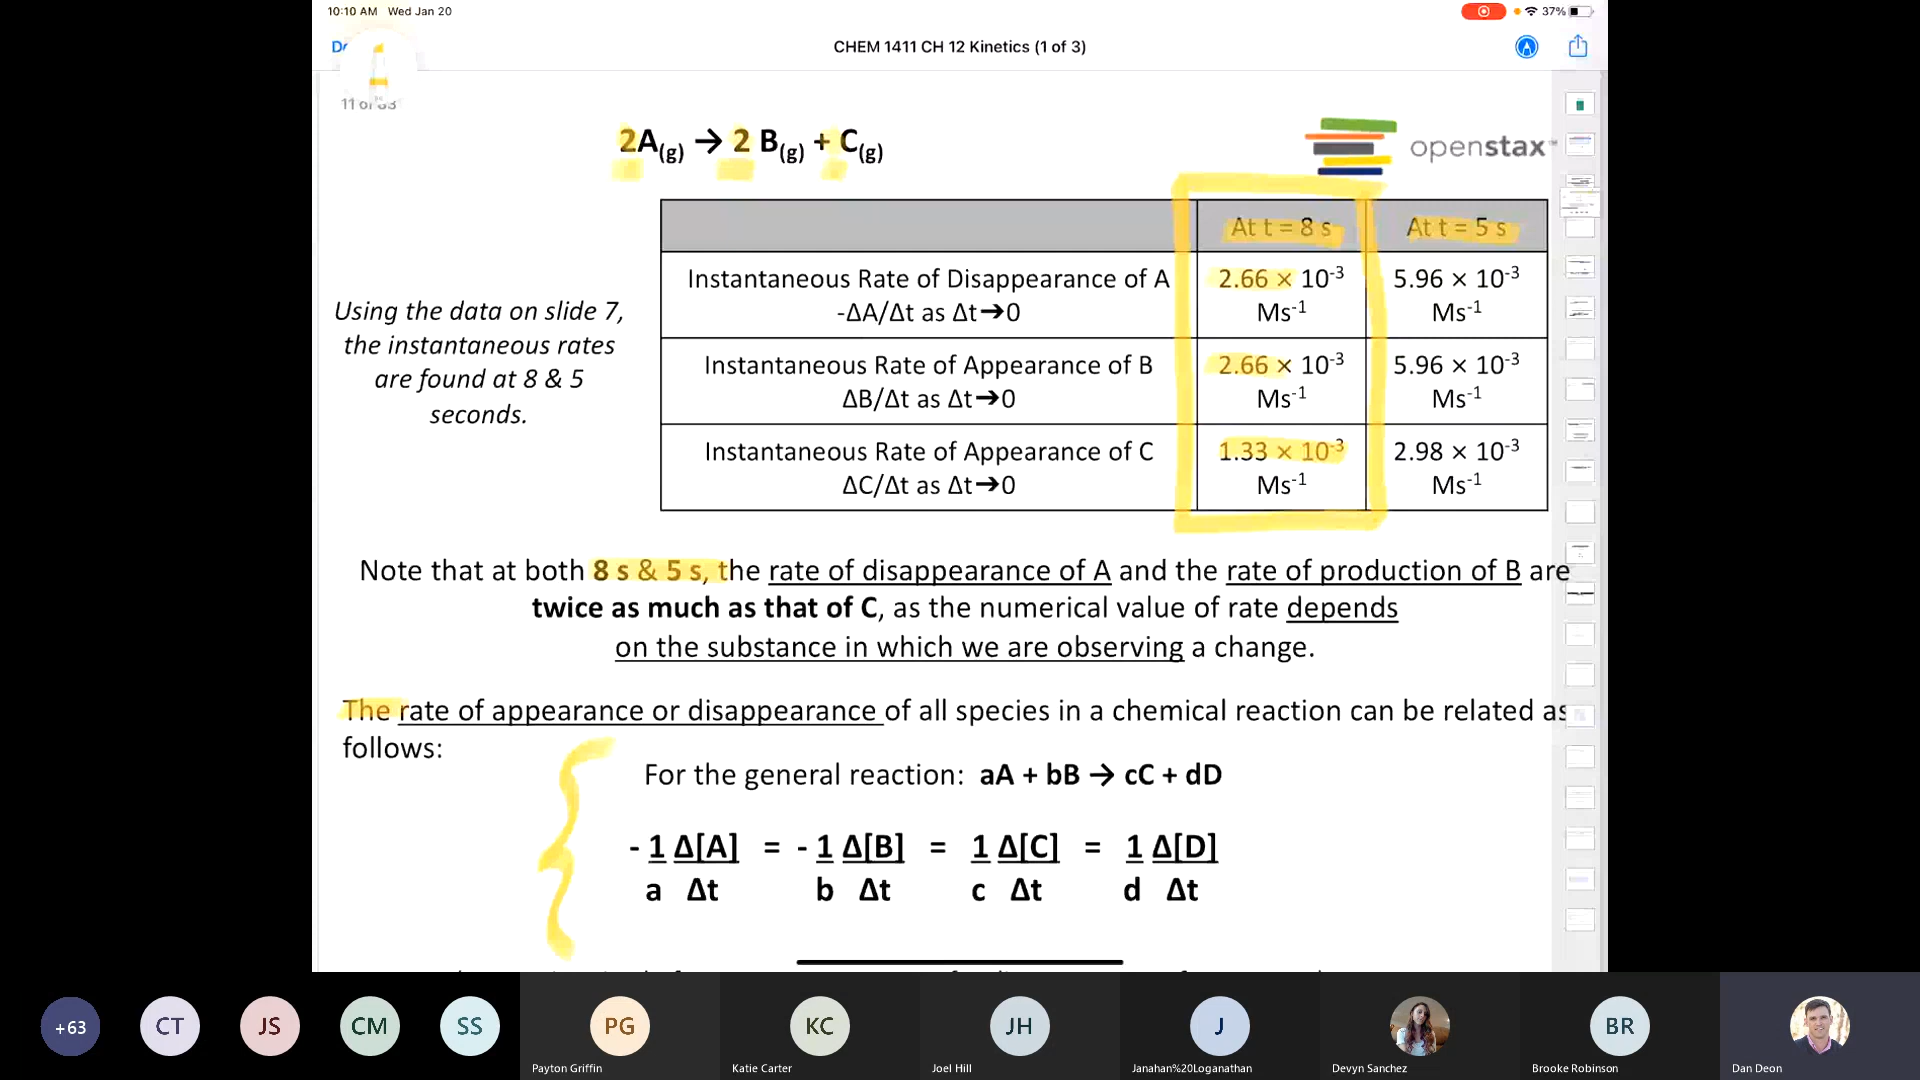 10:10 AM Wed Jan 20
37%
CHEM 1411 CH 12 Kinetics (1 of 3)
2A(g) → 2 B(g) + C(g)
openstax™
At t = 8 s
At t = 5 s
Instantaneous Rate of Disappearance of A
-ΔA/Δt as Δt➔0
2.66 × 10-3
Ms-1
5.96 × 10-3
Ms-1
Instantaneous Rate of Appearance of B
ΔB/Δt as Δt➔0
2.66 × 10-3
Ms-1
5.96 × 10-3
Ms-1
Instantaneous Rate of Appearance of C
ΔC/Δt as Δt➔0
1.33 × 10-3
Ms-1
2.98 × 10-3
Ms-1
Using the data on slide 7,
the instantaneous rates
are found at 8 & 5
seconds.
Note that at both 8 s & 5 s, the rate of disappearance of A and the rate of production of B are
twice as much as that of C, as the numerical value of rate depends
on the substance in which we are observing a change.
The rate of appearance or disappearance of all species in a chemical reaction can be related as
follows:
For the general reaction: aA + bB → cC + dD
- 1 Δ[A] = - 1 Δ[B] = 1 Δ[C] = 1 Δ[D]
a Δt b Δt c Δt d Δt
+63
CT
JS
CM
SS
PG
KC
JH
J
BR
Payton Griffin
Katie Carter
Joel Hill
Janahan%20Loganathan
Devyn Sanchez
Brooke Robinson
Dan Deon